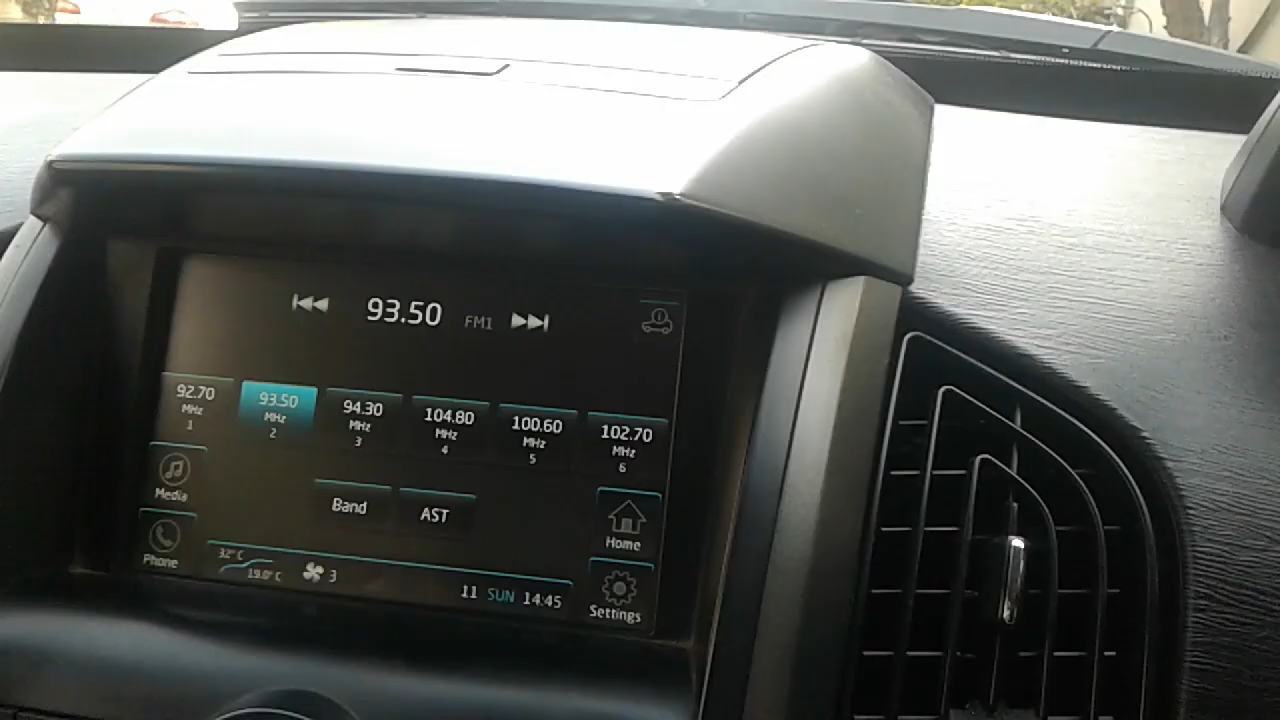 93.50 FM1
92.70 MHz 1
93.50 MHz 2
94.30 MHz 3
104.80 MHz 4
100.60 MHz 5
102.70 MHz 6
Media
Band
AST
Home
Phone
32°C
19.0°C
3
11 SUN 14:45
Settings